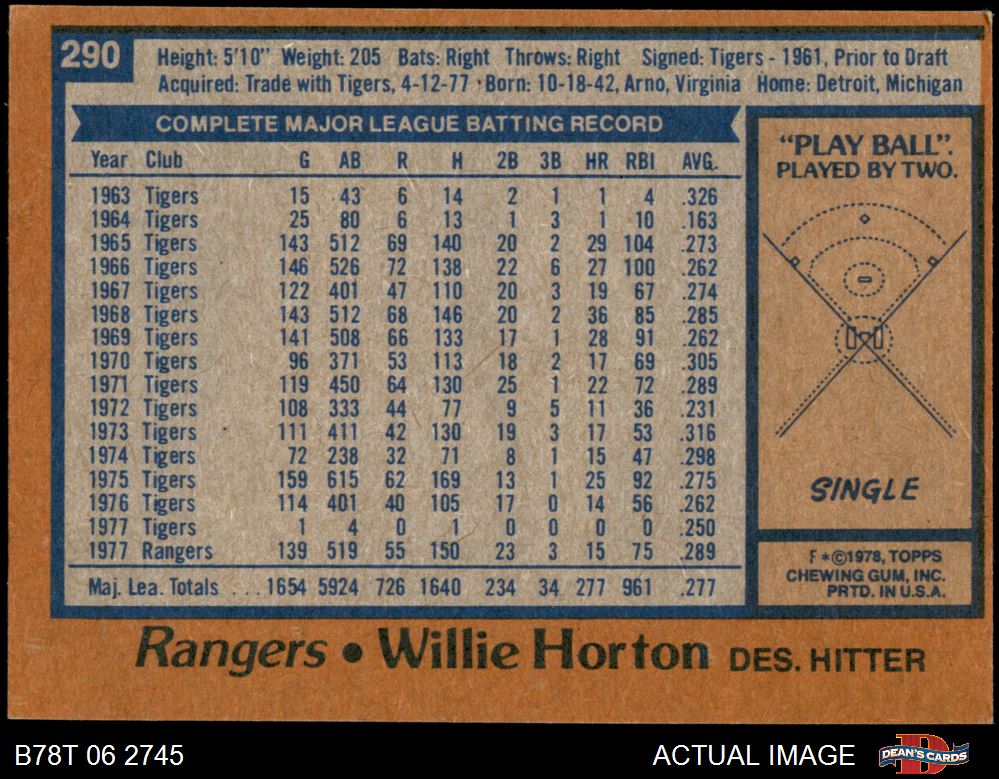 290
Height: 5'10" Weight: 205 Bats: Right Throws: Right Signed: Tigers - 1961, Prior to Draft
Acquired: Trade with Tigers, 4-12-77 • Born: 10-18-42, Arno, Virginia Home: Detroit, Michigan
COMPLETE MAJOR LEAGUE BATTING RECORD
Year Club G AB R H 2B 3B HR RBI AVG.
1963 Tigers 15 43 6 14 2 1 1 4 .326
1964 Tigers 25 80 6 13 1 3 1 10 .163
1965 Tigers 143 512 69 140 20 2 29 104 .273
1966 Tigers 146 526 72 138 22 6 27 100 .262
1967 Tigers 122 401 47 110 20 3 19 67 .274
1968 Tigers 143 512 68 146 20 2 36 85 .285
1969 Tigers 141 508 66 133 17 1 28 91 .262
1970 Tigers 96 371 53 113 18 2 17 69 .305
1971 Tigers 119 450 64 130 25 1 22 72 .289
1972 Tigers 108 333 44 77 9 5 11 36 .231
1973 Tigers 111 411 42 130 19 3 17 53 .316
1974 Tigers 72 238 32 71 8 1 15 47 .298
1975 Tigers 159 615 62 169 13 1 25 92 .275
1976 Tigers 114 401 40 105 17 0 14 56 .262
1977 Tigers 1 4 0 1 0 0 0 0 .250
1977 Rangers 139 519 55 150 23 3 15 75 .289
Maj. Lea. Totals ... 1654 5924 726 1640 234 34 277 961 .277
"PLAY BALL".
PLAYED BY TWO.
SINGLE
F *©1978, TOPPS
CHEWING GUM, INC.
PRTD. IN U.S.A.
Rangers • Willie Horton DES. HITTER
B78T 06 2745
ACTUAL IMAGE
DEAN'S CARDS